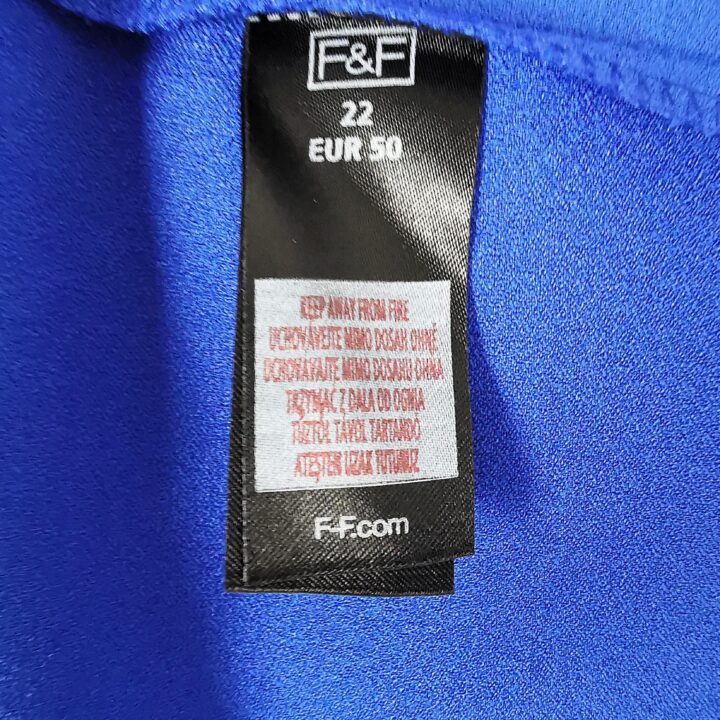 F&F
22
EUR 50
KEEP AWAY FROM FIRE
UCHOVÁVEJTE MIMO DOSAH OHNĚ
UCHOVÁVAJTE MIMO DOSAHU OHŇA
TRZYMAĆ Z DALA OD OGNIA
TŰZTŐL TÁVOL TARTANDÓ
ATEŞTEN UZAK TUTUNUZ
F-F.com